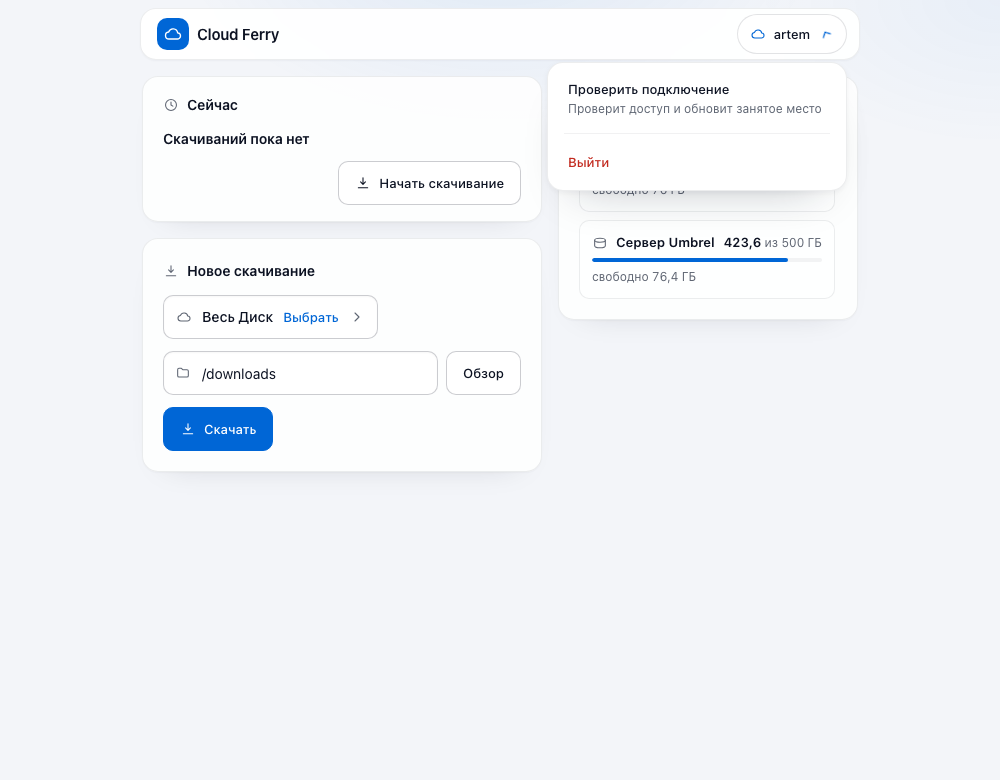 Cloud Ferry
artem
Проверить подключение
Проверит доступ и обновит занятое место
Выйти
Сейчас
Скачиваний пока нет
Начать скачивание
Новое скачивание
Весь Диск Выбрать
/downloads
Обзор
Скачать
свободно
Сервер Umbrel 423,6 из 500 ГБ
свободно 76,4 ГБ